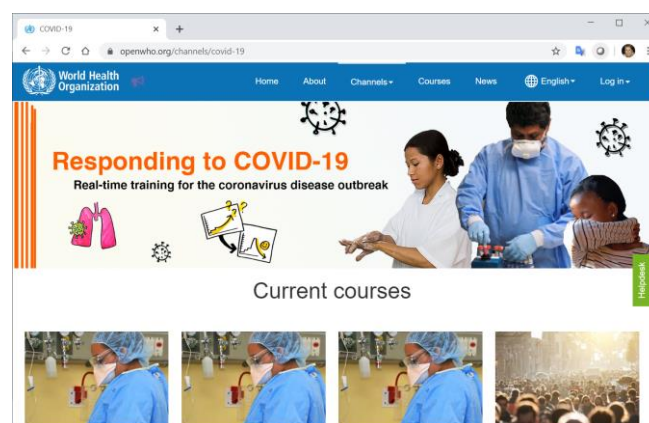 COVID-19
openwho.org/channels/covid-19
World Health
Organization
Home About Channels Courses News English Log in
Responding to COVID-19
Real-time training for the coronavirus disease outbreak
Helpdesk
Current courses